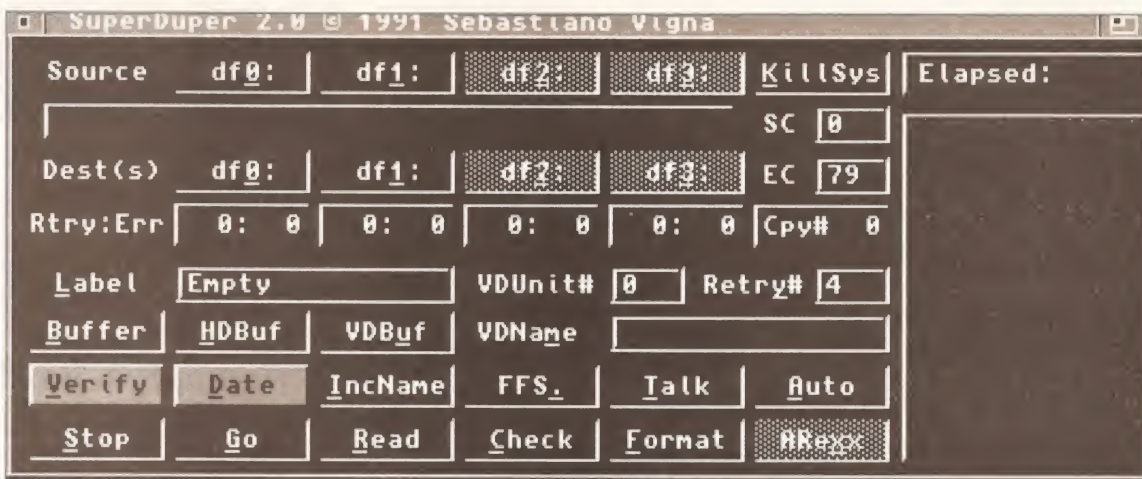 SuperDuper 2.0 © 1991 Sebastiano Vigna
Source df0: df1: df2: df3: KillSys Elapsed:
SC 0
Dest(s) df0: df1: df2: df3: EC 79
Rtry:Err 0: 0 0: 0 0: 0 0: 0 Cpy# 0
Label Empty VDUnit# 0 Retry# 4
Buffer HDBuf VDBuf VDName
Verify Date IncName FFS. Talk Auto
Stop Go Read Check Format ARexx